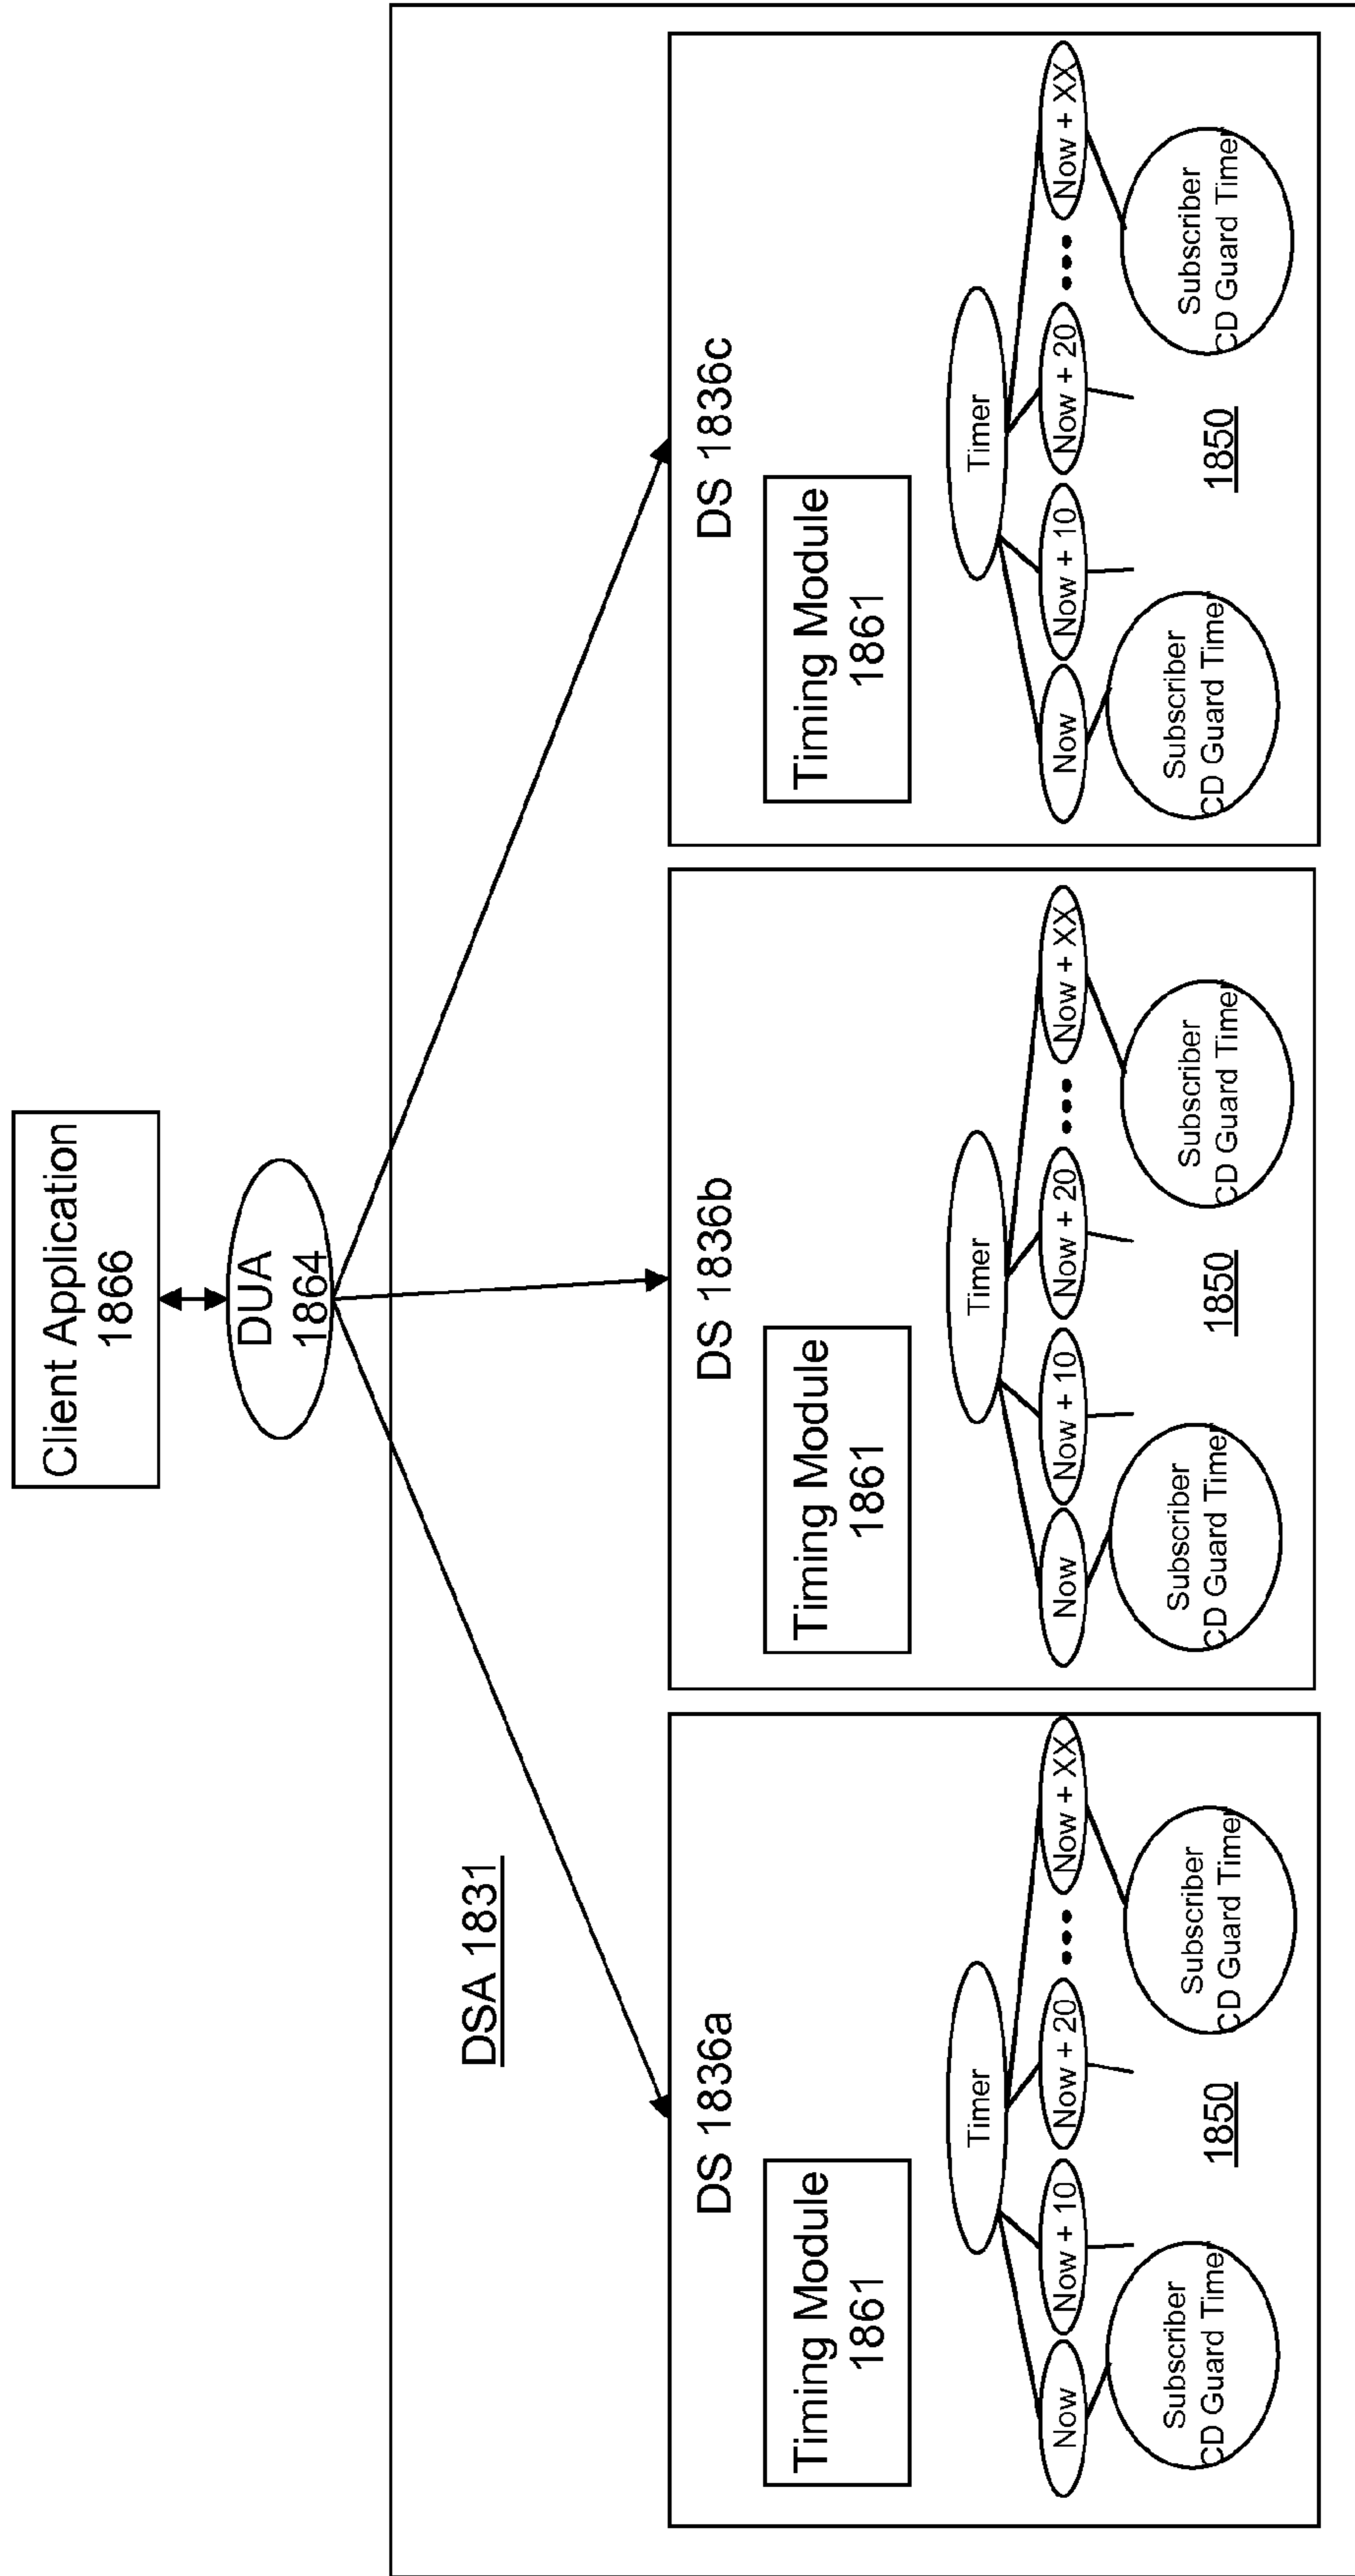 Client Application
1866
DUA
1864
DSA 1831
DS 1836a
Timing Module
1861
Timer
Now
Now + 10
Now + 20
Now + XX
Subscriber
CD Guard Timer
Subscriber
CD Guard Timer
1850
DS 1836b
Timing Module
1861
Timer
Now
Now + 10
Now + 20
Now + XX
Subscriber
CD Guard Timer
Subscriber
CD Guard Timer
1850
DS 1836c
Timing Module
1861
Timer
Now
Now + 10
Now + 20
Now + XX
Subscriber
CD Guard Timer
Subscriber
CD Guard Timer
1850